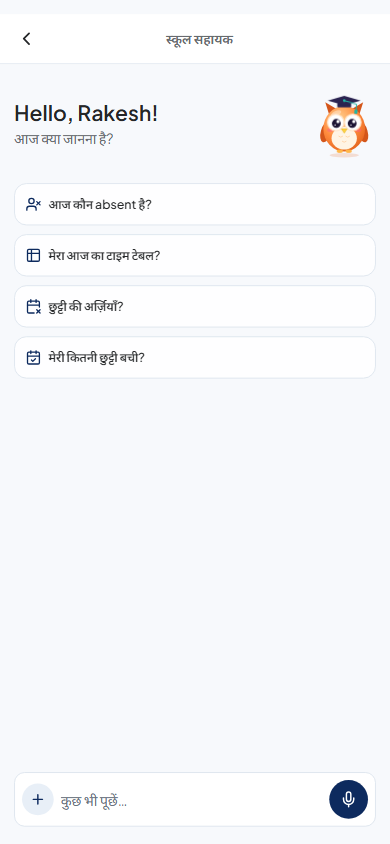 स्कूल सहायक
Hello, Rakesh!
आज क्या जानना है?
आज कौन absent है?
मेरा आज का टाइम टेबल?
छुट्टी की अर्ज़ियाँ?
मेरी कितनी छुट्टी बची?
कुछ भी पूछें...